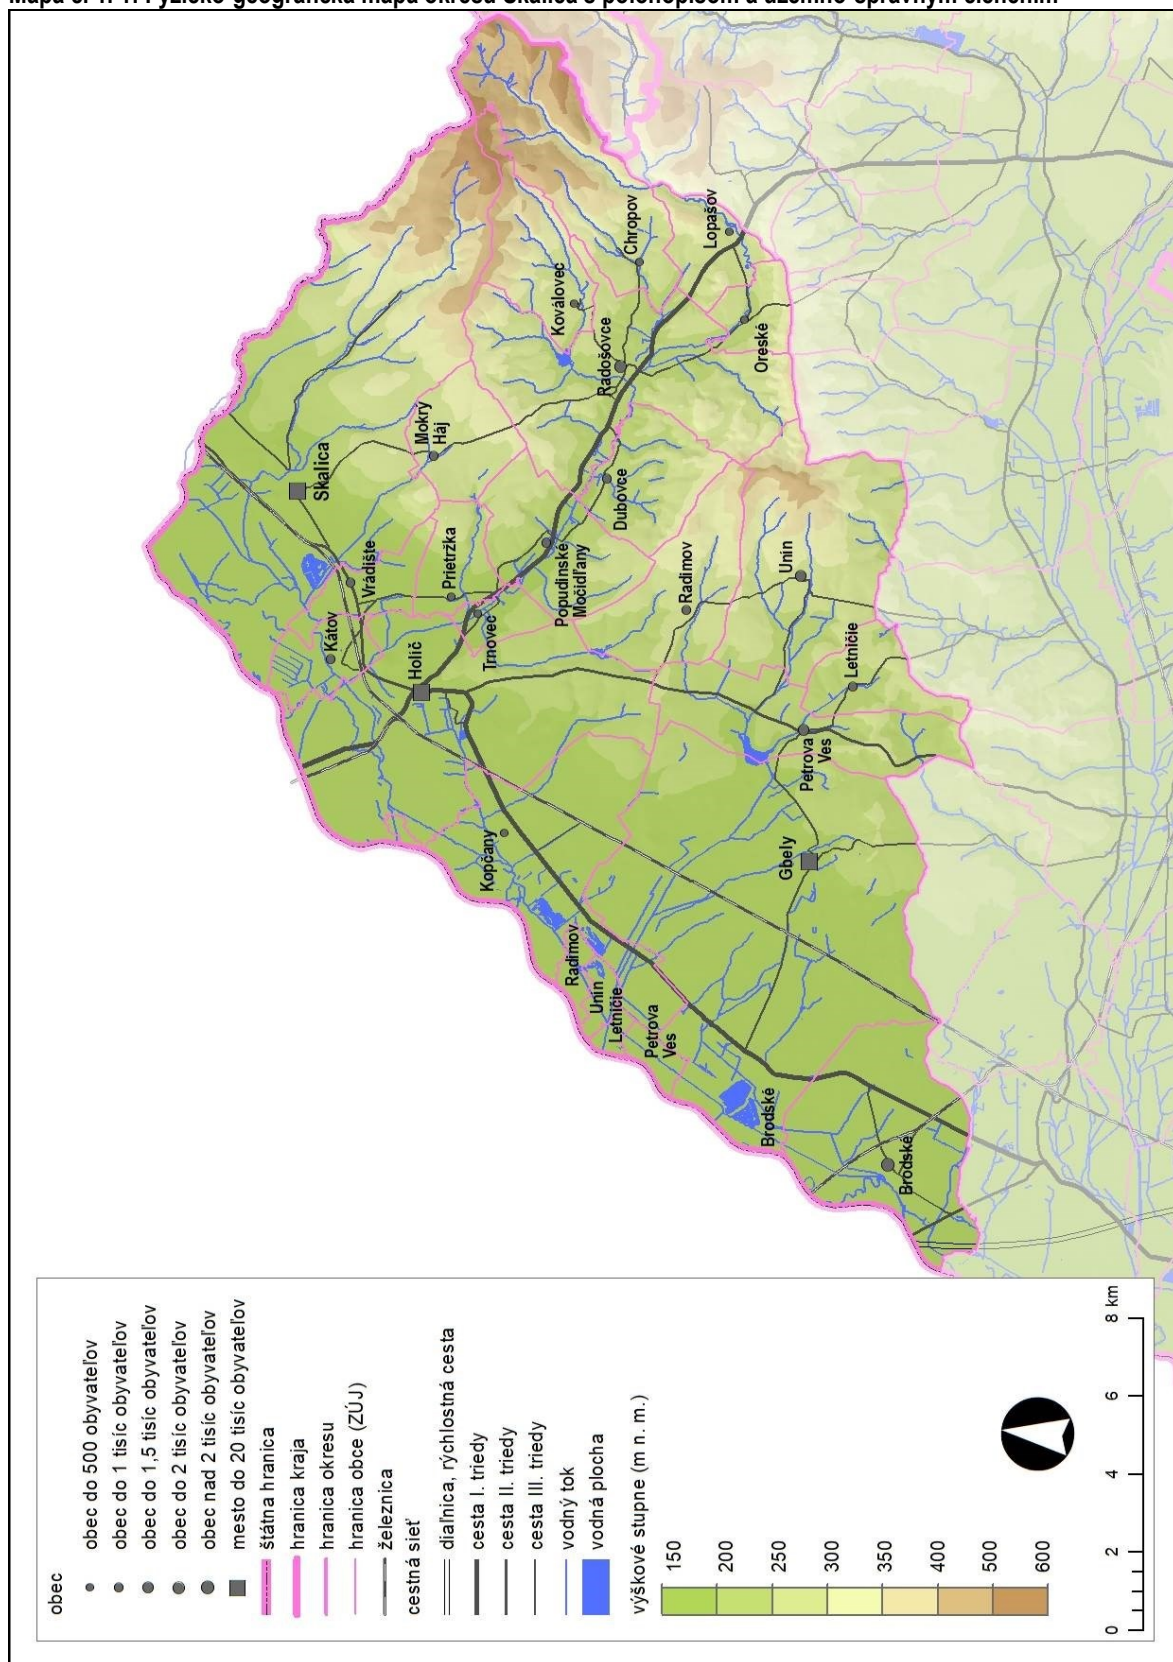 Mapa č. Fyzicko-geografická mapa okresu Skalica s polohopisom a územno-správnym členením
Skalica
Mokrý
Háj
Vrádište
Kátov
Prietržka
Holíč
Trnovec
Popudinské
Močidľany
Dubovce
Radošovce
Koválovec
Chropov
Lopašov
Oreské
Radimov
Unín
Letničie
Petrova
Ves
Gbely
Kopčany
Radimov
Unín
Letničie
Petrova
Ves
Brodské
Brodské
obec
obec do 500 obyvateľov
obec do 1 tisíc obyvateľov
obec do 1,5 tisíc obyvateľov
obec do 2 tisíc obyvateľov
obec nad 2 tisíc obyvateľov
mesto do 20 tisíc obyvateľov
štátna hranica
hranica kraja
hranica okresu
hranica obce (ZÚJ)
železnica
cestná sieť
diaľnica, rýchlostná cesta
cesta I. triedy
cesta II. triedy
cesta III. triedy
vodný tok
vodná plocha
výškové stupne (m n. m.)
150
200
250
300
350
400
500
600
0 2 4 6 8 km